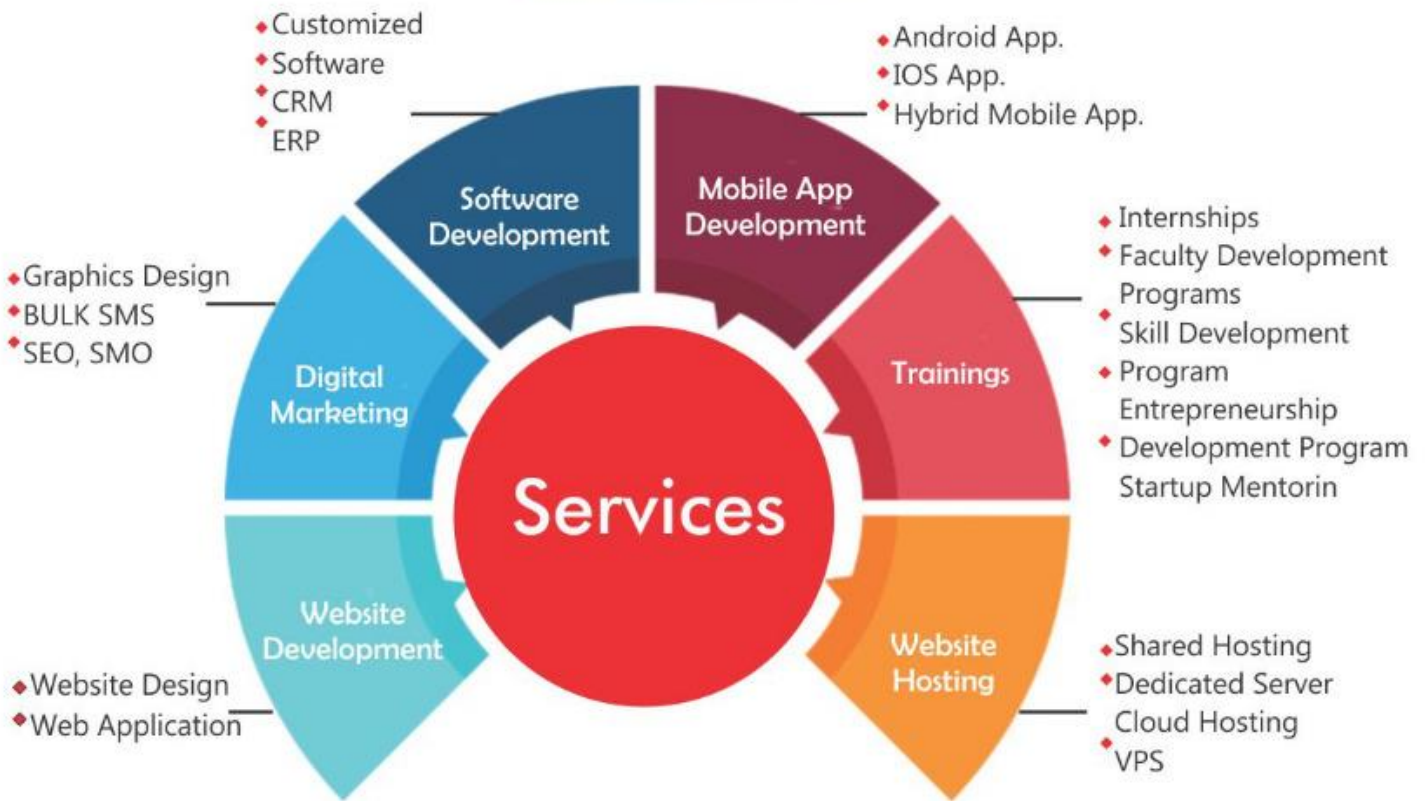 Customized
Software
CRM
ERP
Android App.
IOS App.
Hybrid Mobile App.
Software
Development
Mobile App
Development
Internships
Faculty Development
Programs
Skill Development
Program
Entrepreneurship
Development Program
Startup Mentorin
Graphics Design
BULK SMS
SEO, SMO
Digital
Marketing
Trainings
Services
Website
Development
Website
Hosting
Website Design
Web Application
Shared Hosting
Dedicated Server
Cloud Hosting
VPS